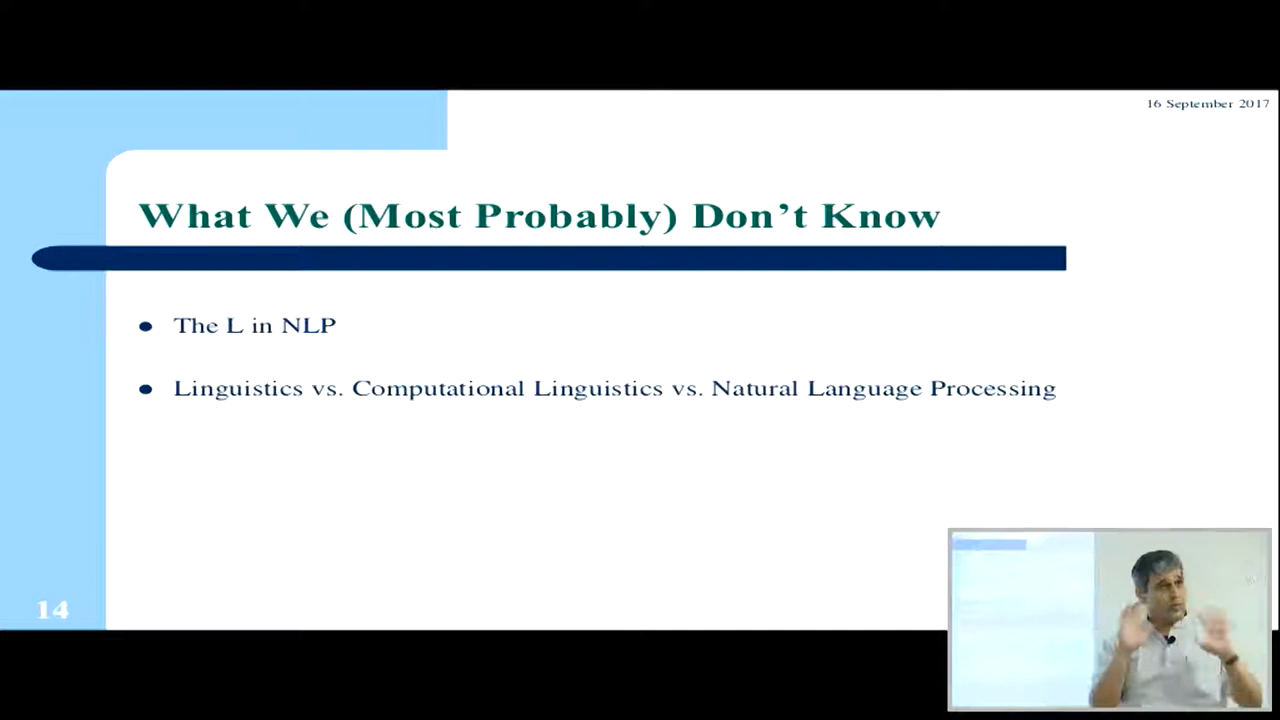 16 September 2017
What We (Most Probably) Don’t Know
● The L in NLP
● Linguistics vs. Computational Linguistics vs. Natural Language Processing
14